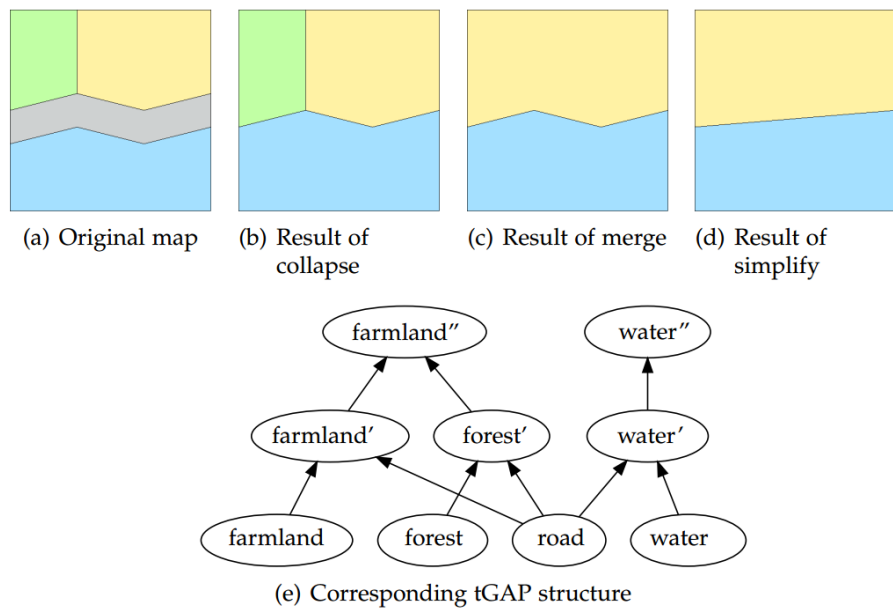 (a) Original map
(b) Result of
collapse
(c) Result of merge
(d) Result of
simplify
farmland″
water″
farmland′
forest′
water′
farmland
forest
road
water
(e) Corresponding tGAP structure